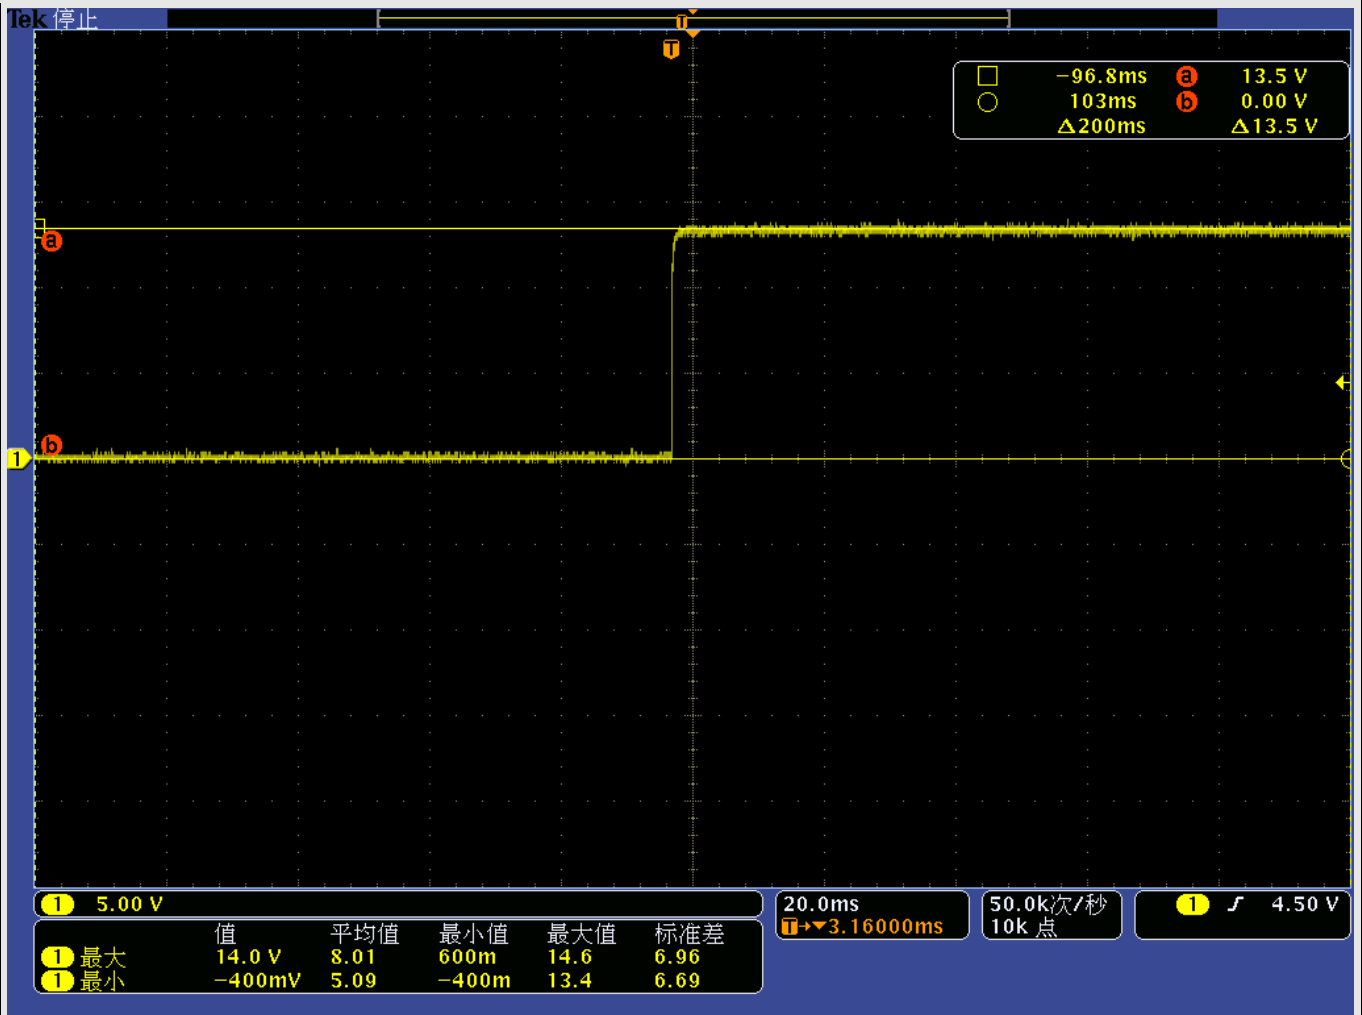 Tek 停止
T
T
-96.8ms a 13.5 V
103ms b 0.00 V
Δ200ms Δ13.5 V
a
b
1
1 5.00 V
20.0ms
T→▼3.16000ms
50.0k次/秒
10k 点
1 4.50 V
值 平均值 最小值 最大值 标准差
1 最大 14.0 V 8.01 600m 14.6 6.96
1 最小 -400mV 5.09 -400m 13.4 6.69